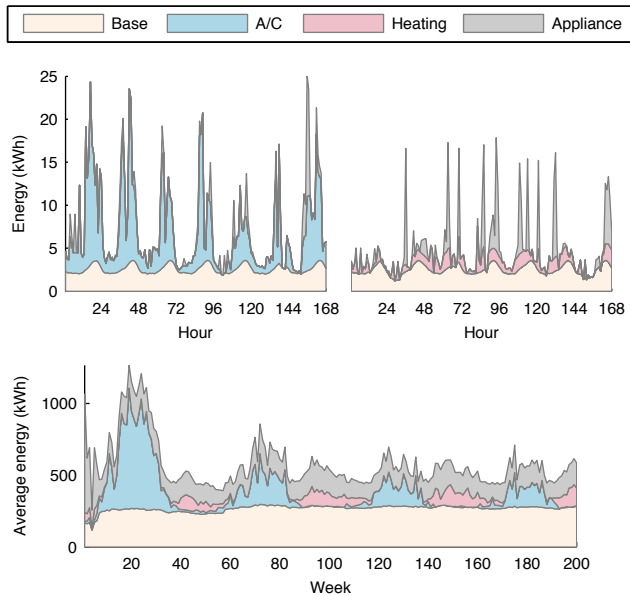 Base A/C Heating Appliance
25
20
15
10
5
0
Energy (kWh)
24 48 72 96 120 144 168
Hour
24 48 72 96 120 144 168
Hour
1000
500
0
Average energy (kWh)
20 40 60 80 100 120 140 160 180 200
Week